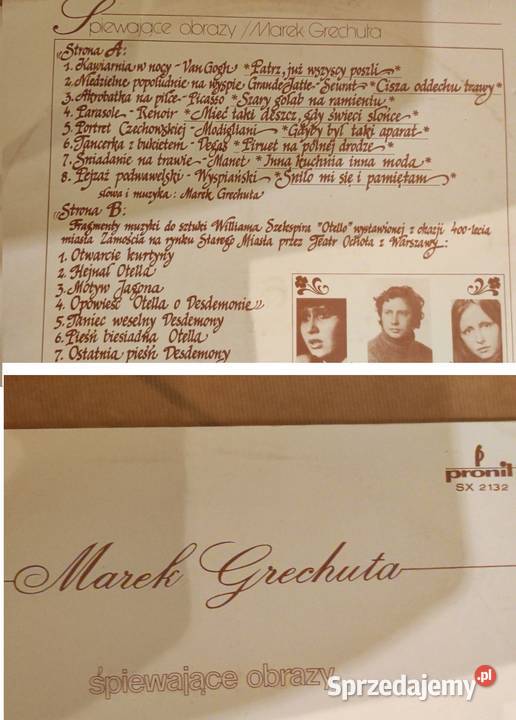 Śpiewające obrazy / Marek Grechuta
Strona A:
1. Kawiarnia w nocy - Van Gogh *Patrz, już wszyscy poszli*
2. Niedzielne popołudnie na wyspie Grande Jatte - Seurat *Cisza oddechu trawy*
3. Akrobatka na piłce - Picasso *Szary gołąb na ramieniu*
4. Parasole - Renoir *Mieć taki deszcz, gdy świeci słońce*
5. Portret Czechowskiej - Modigliani *Gdyby był taki aparat*
6. Tancerka z bukietem - Degas *Piruet na polnej drodze*
7. Śniadanie na trawie - Manet *Inna kuchnia inna moda*
8. Pejzaż podwawelski - Wyspiański *Śniło mi się i pamiętam*
słowa i muzyka: Marek Grechuta
Strona B:
Fragmenty muzyki do sztuki Williama Szekspira "Otello" wystawionej z okazji 400-lecia
miasta Zamościa na rynku Starego Miasta przez Teatr Ochota z Warszawy:
1. Otwarcie kurtyny
2. Hejnał Otella
3. Motyw Jagona
4. Opowieść Otella o Desdemonie
5. Taniec weselny Desdemony
6. Pieśń biesiadna Otella
7. Ostatnia pieśń Desdemony
pronit
SX 2132
Marek Grechuta
śpiewające obrazy
Sprzedajemy.pl